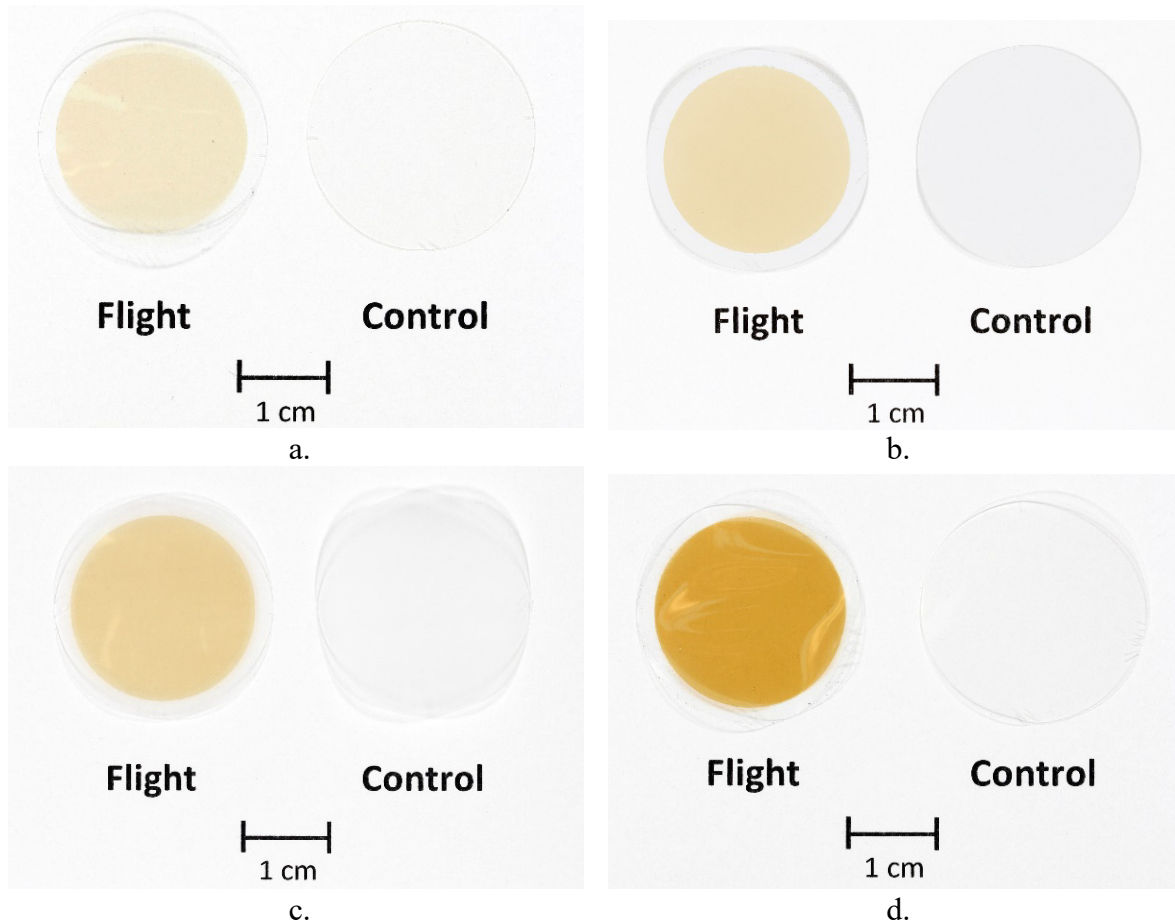 Flight Control
1 cm
a.
Flight Control
1 cm
b.
Flight Control
1 cm
c.
Flight Control
1 cm
d.